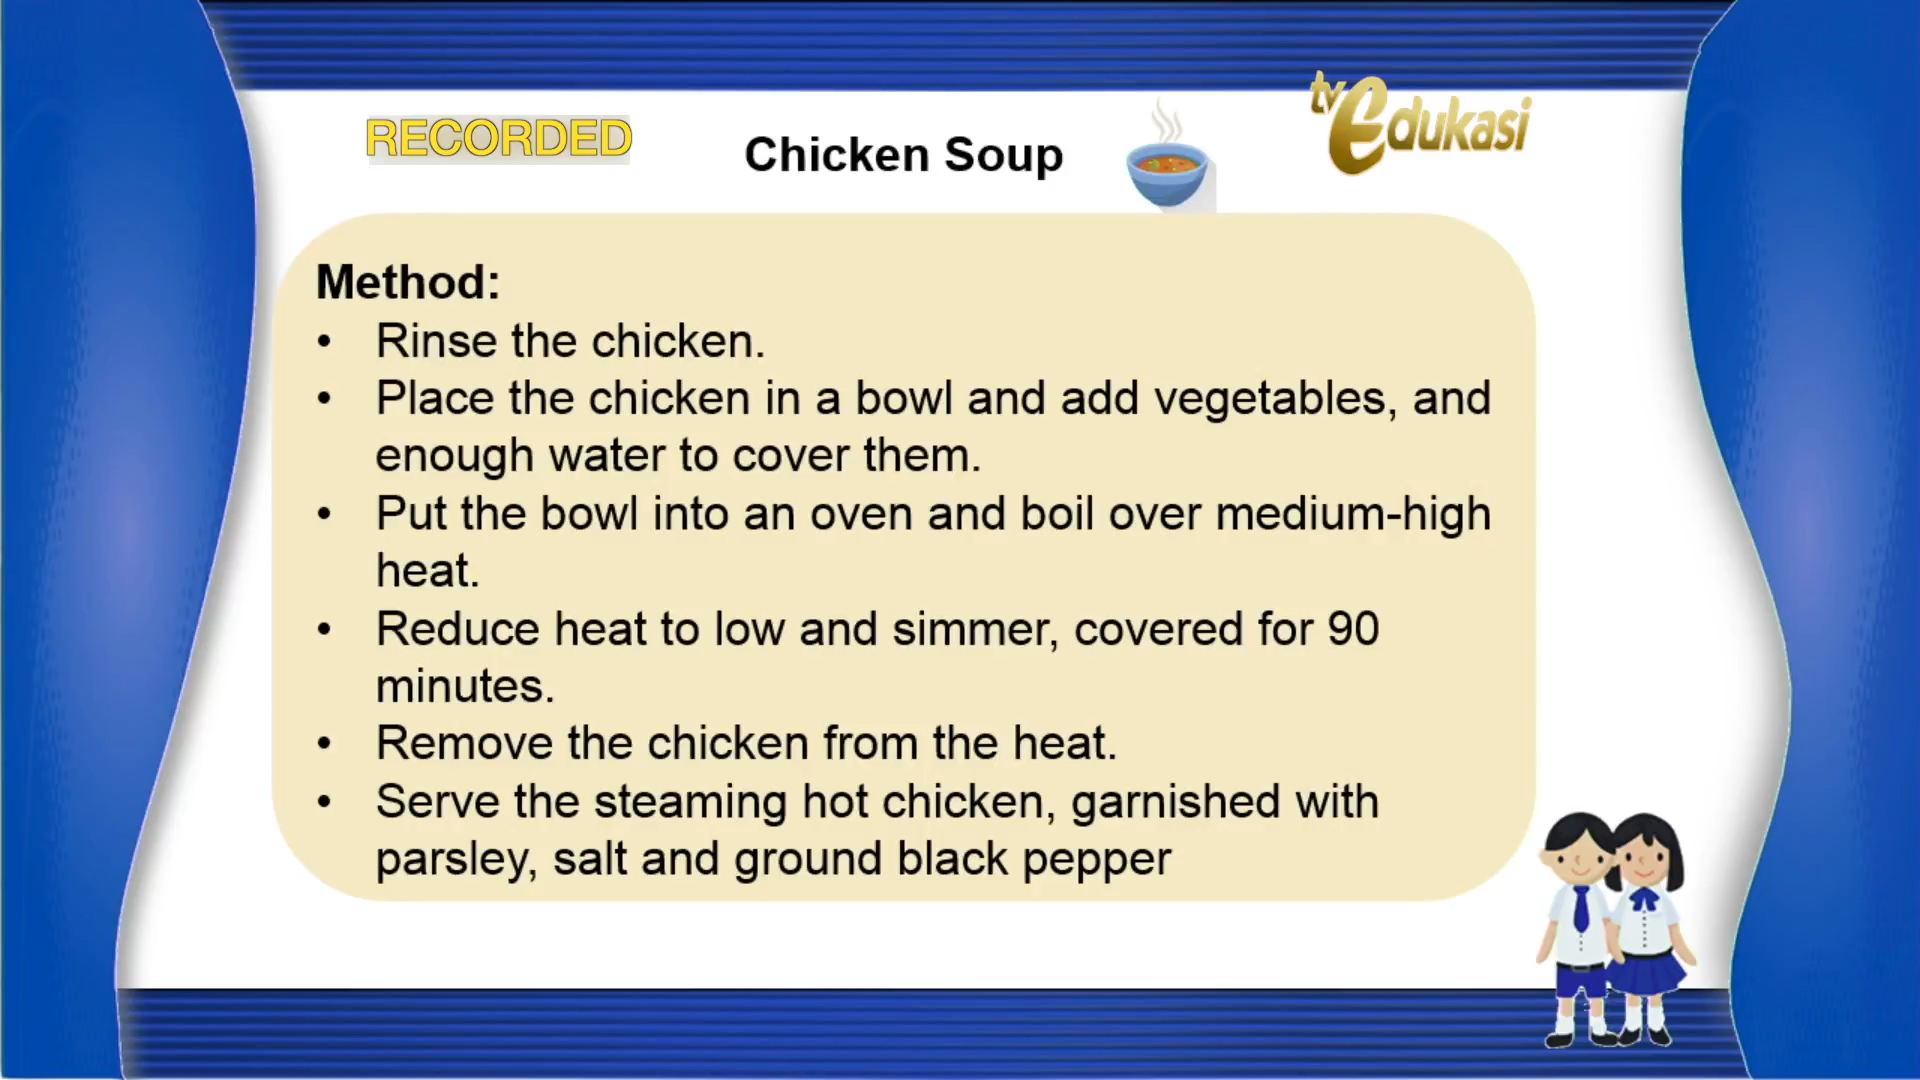 RECORDED
Chicken Soup
tv Edukasi
Method:
• Rinse the chicken.
• Place the chicken in a bowl and add vegetables, and
enough water to cover them.
• Put the bowl into an oven and boil over medium-high
heat.
• Reduce heat to low and simmer, covered for 90
minutes.
• Remove the chicken from the heat.
• Serve the steaming hot chicken, garnished with
parsley, salt and ground black pepper